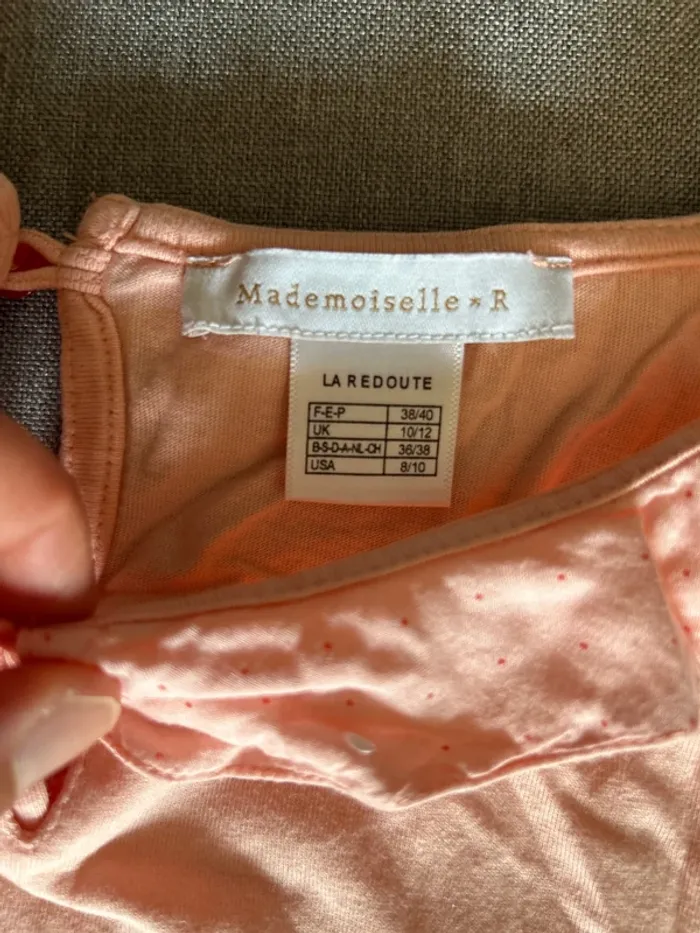 Mademoiselle * R
LA REDOUTE
F-E-P 38/40
UK 10/12
B-S-D-A-NL-CH 36/38
USA 8/10